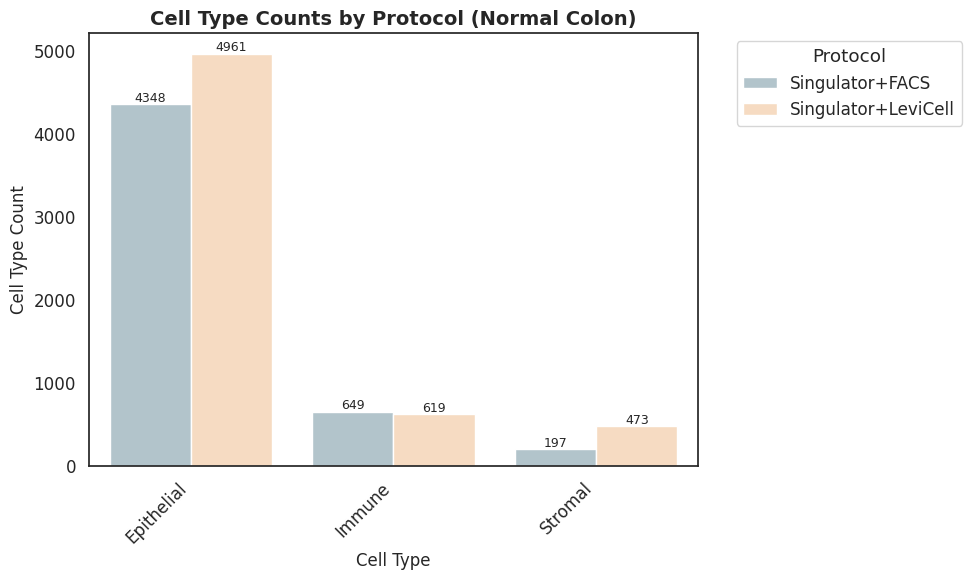 Cell Type Counts by Protocol (Normal Colon)
Cell Type Count
5000
4000
3000
2000
1000
0
4348
4961
649
619
197
473
Epithelial
Immune
Stromal
Cell Type
Protocol
Singulator+FACS
Singulator+LeviCell